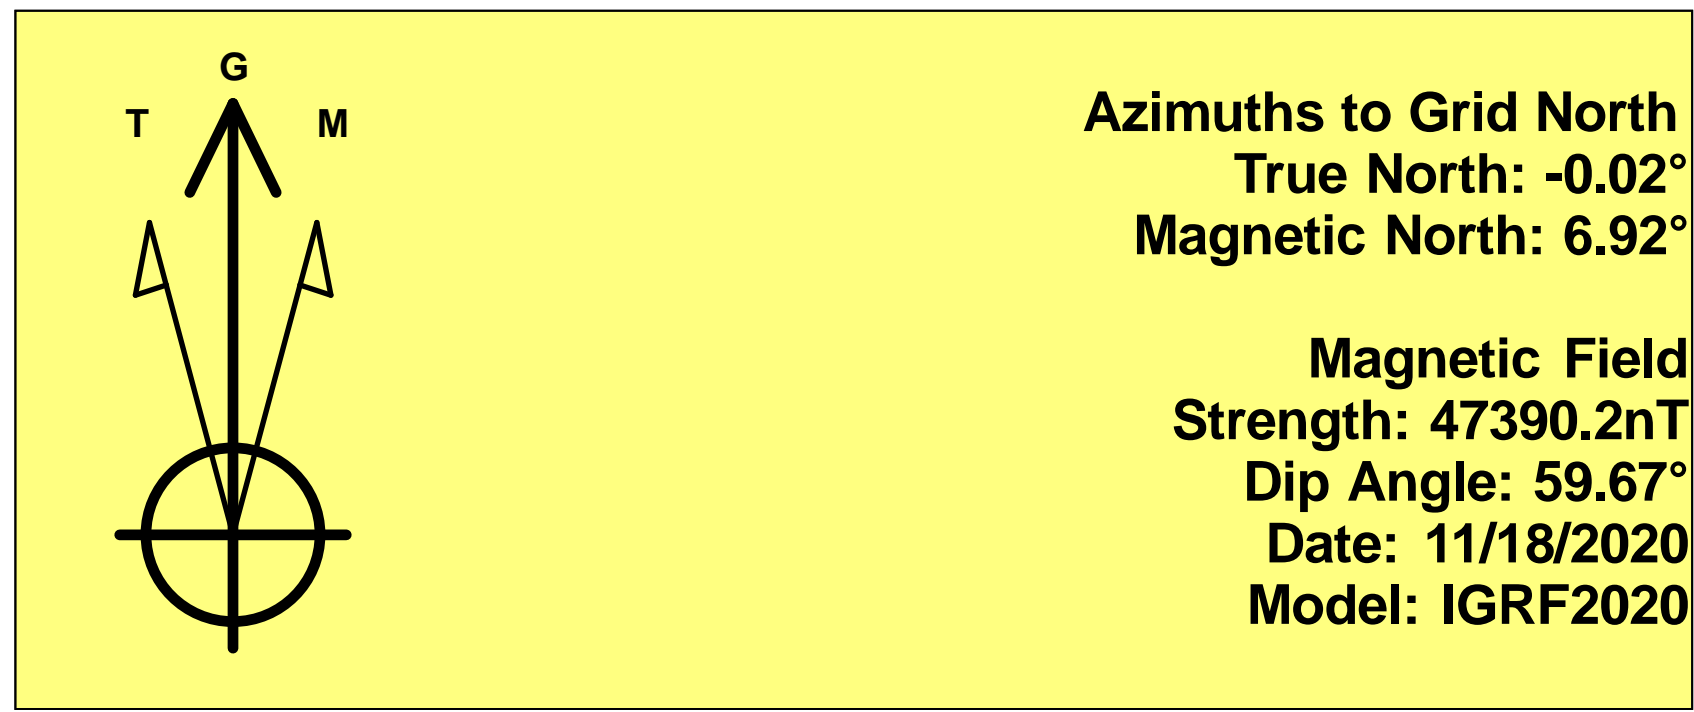 G
T M
Azimuths to Grid North
True North: -0.02°
Magnetic North: 6.92°
Magnetic Field
Strength: 47390.2nT
Dip Angle: 59.67°
Date: 11/18/2020
Model: IGRF2020